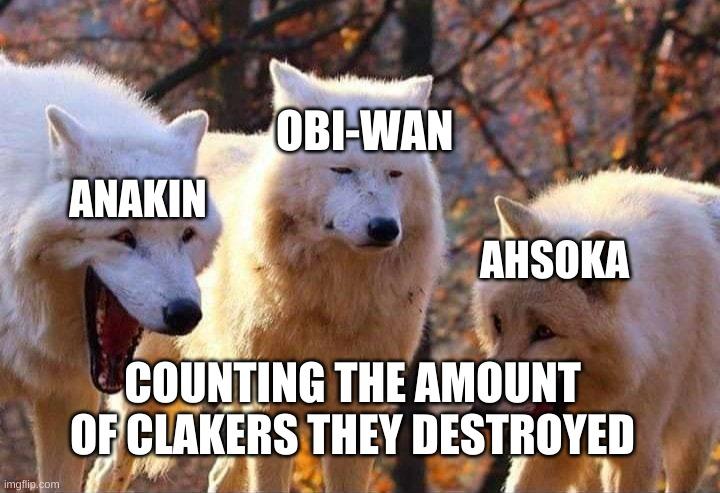 OBI-WAN
ANAKIN
AHSOKA
COUNTING THE AMOUNT
OF CLAKERS THEY DESTROYED
imgflip.com